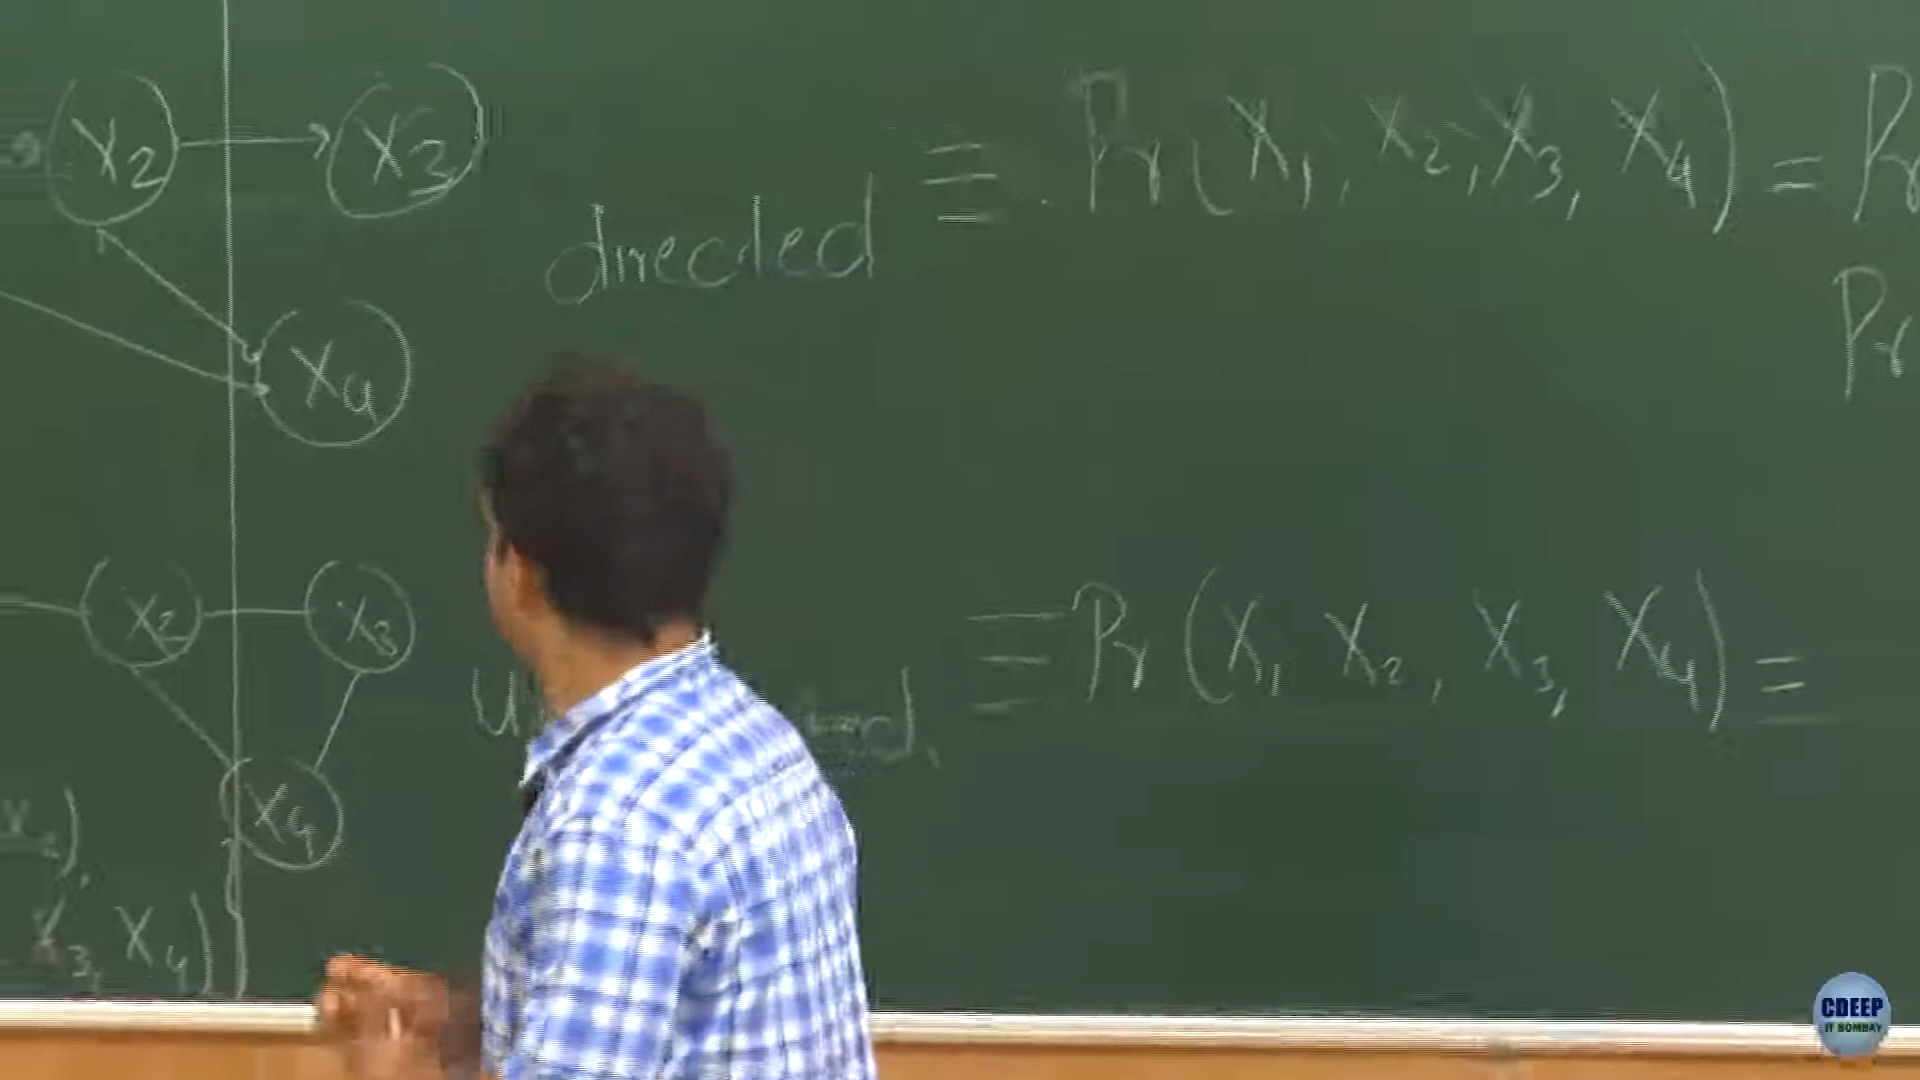 X2 X3
directed ≡ Pr(X1, X2, X3, X4) = Pr
Pr
X4
X2 X3
≡ Pr(X1 X2, X3, X4) =
X4
X3, X4)
CDEEP
IIT BOMBAY